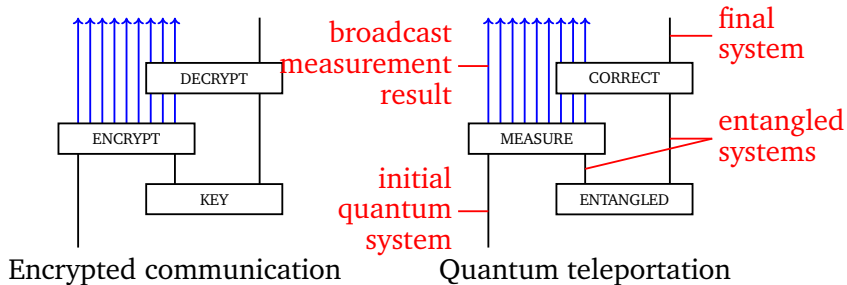 DECRYPT
ENCRYPT
KEY
Encrypted communication
broadcast
measurement
result
final
system
CORRECT
MEASURE
entangled
systems
initial
quantum
system
ENTANGLED
Quantum teleportation